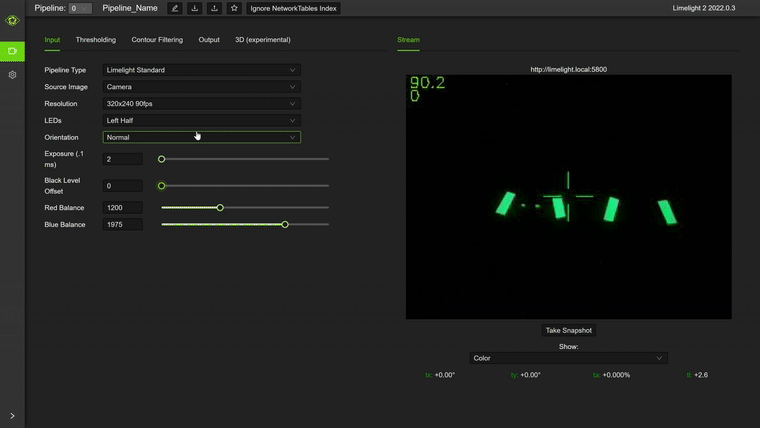 Pipeline: 0 Pipeline_Name Ignore NetworkTables Index Limelight 2 2022.0.3
Input Thresholding Contour Filtering Output 3D (experimental) Stream
Pipeline Type Limelight Standard
Source Image Camera
Resolution 320x240 90fps
LEDs Left Half
Orientation Normal
Exposure (.1 ms) 2
Black Level Offset 0
Red Balance 1200
Blue Balance 1975
http://limelight.local:5800
90.2
0
Take Snapshot
Show:
Color
tx: +0.00° ty: +0.00° ta: +0.000% tl: +2.6